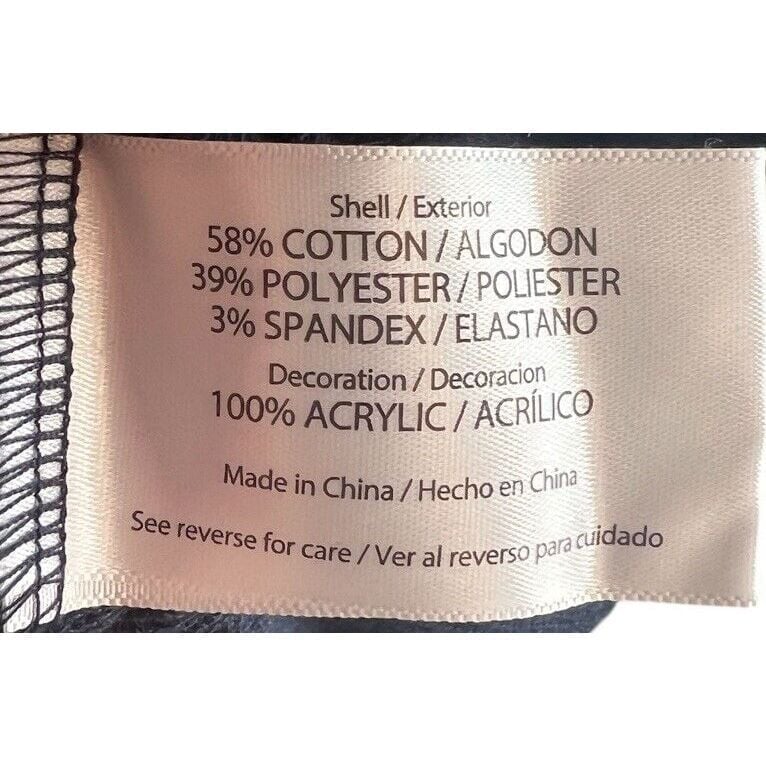 Shell / Exterior
58% COTTON / ALGODON
39% POLYESTER / POLIESTER
3% SPANDEX / ELASTANO
Decoration / Decoracion
100% ACRYLIC / ACRÍLICO
Made in China / Hecho en China
See reverse for care / Ver al reverso para cuidado